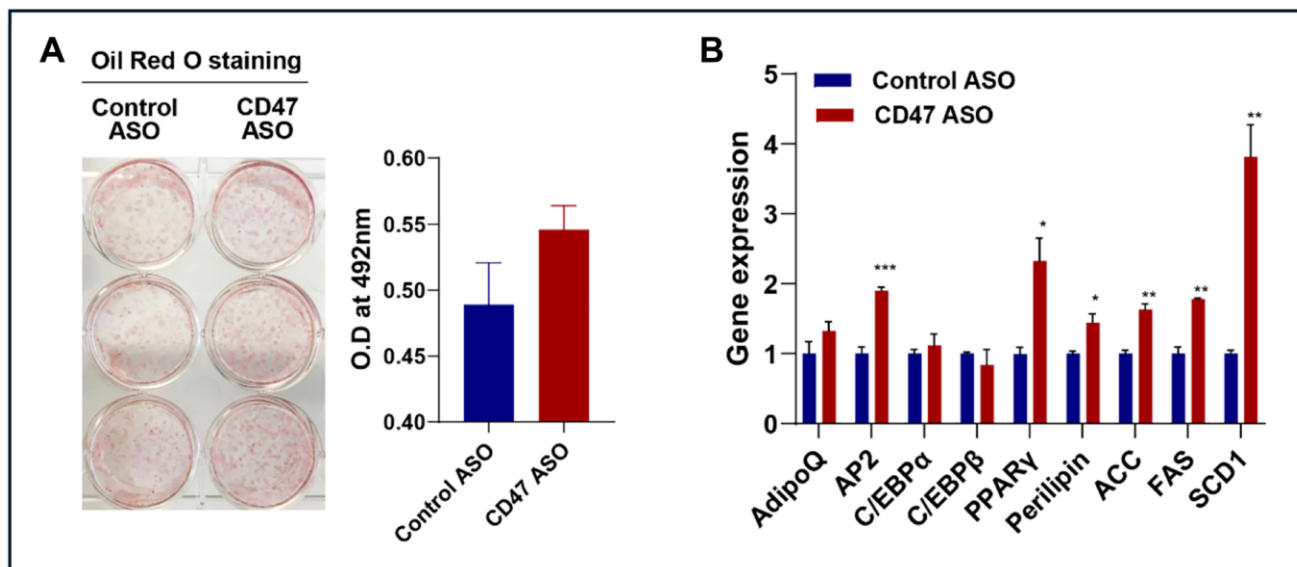 A
Oil Red O staining
Control
ASO
CD47
ASO
O.D at 492nm
0.60
0.55
0.50
0.45
0.40
Control ASO
CD47 ASO
B
Gene expression
5
4
3
2
1
0
Control ASO
CD47 ASO
***
*
*
**
**
**
AdipoQ
AP2
C/EBPα
C/EBPβ
PPARγ
Perilipin
ACC
FAS
SCD1